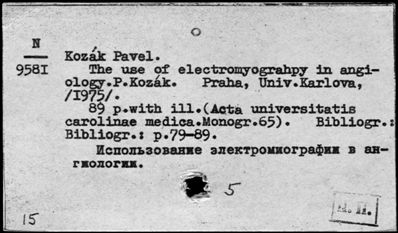 N
9581
Kozák Pavel.
The use of electromyograhpy in angi-
ology.P.Kozák. Praha, Univ.Karlova,
/I975/.
89 p.with ill.(Acta universitatis
carolinae medica.Monogr.65). Bibliogr.:
Bibliogr.: p.79-89.
Использование электромиографии в ан-
гиологии.
5
15